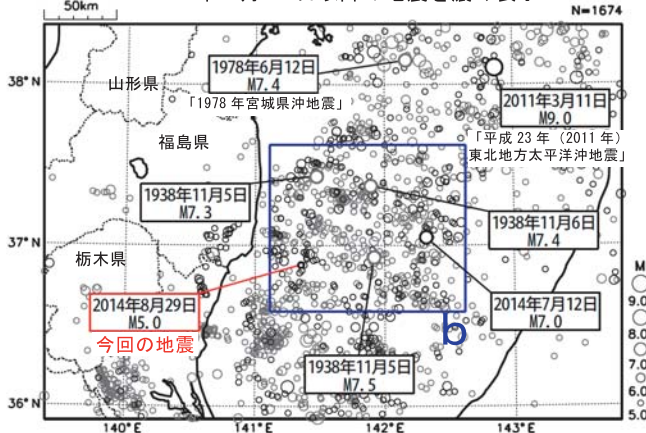 50km
N=1674
38°N
山形県
1978年6月12日
M7.4
「1978 年宮城県沖地震」
2011年3月11日
M9.0
「平成 23 年（2011 年）
東北地方太平洋沖地震」
福島県
1938年11月5日
M7.3
1938年11月6日
M7.4
37°N
栃木県
2014年8月29日
M5.0
今回の地震
2014年7月12日
M7.0
b
1938年11月5日
M7.5
M
9.0
8.0
7.0
6.0
5.0
36°N
140°E
141°E
142°E
143°E